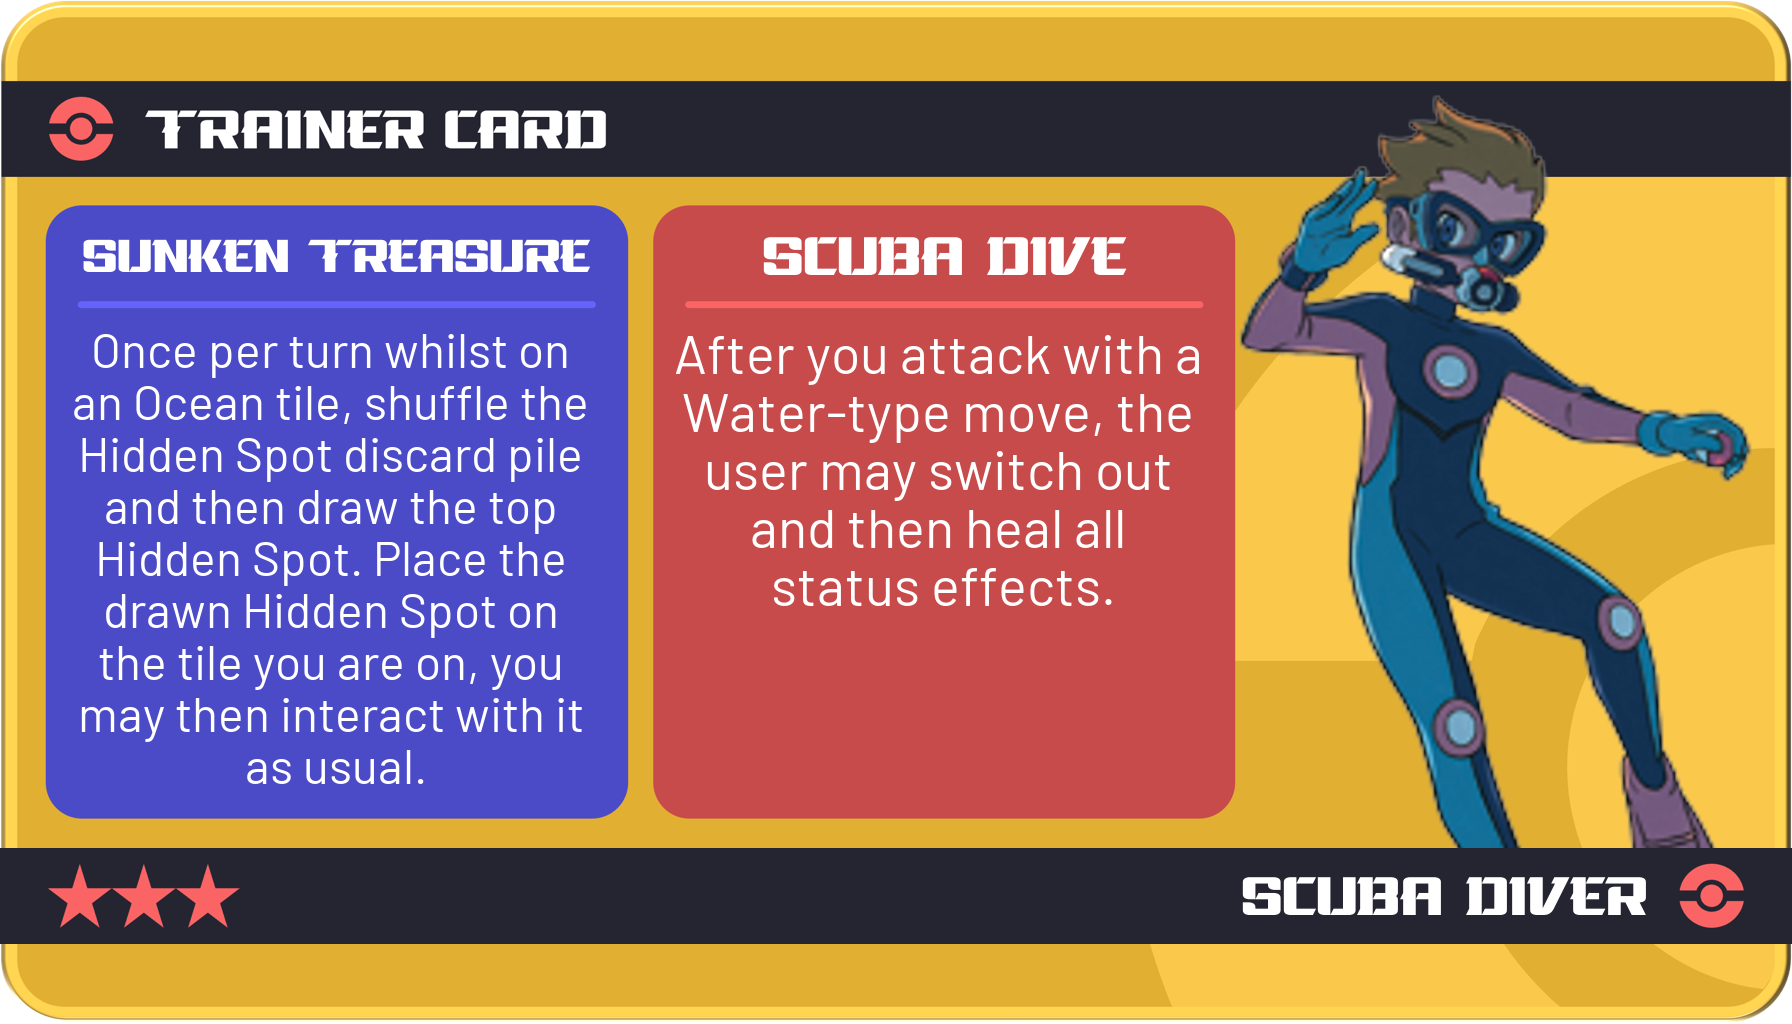 TRAINER CARD
SUNKEN TREASURE
Once per turn whilst on
an Ocean tile, shuffle the
Hidden Spot discard pile
and then draw the top
Hidden Spot. Place the
drawn Hidden Spot on
the tile you are on, you
may then interact with it
as usual.
SCUBA DIVE
After you attack with a
Water-type move, the
user may switch out
and then heal all
status effects.
SCUBA DIVER